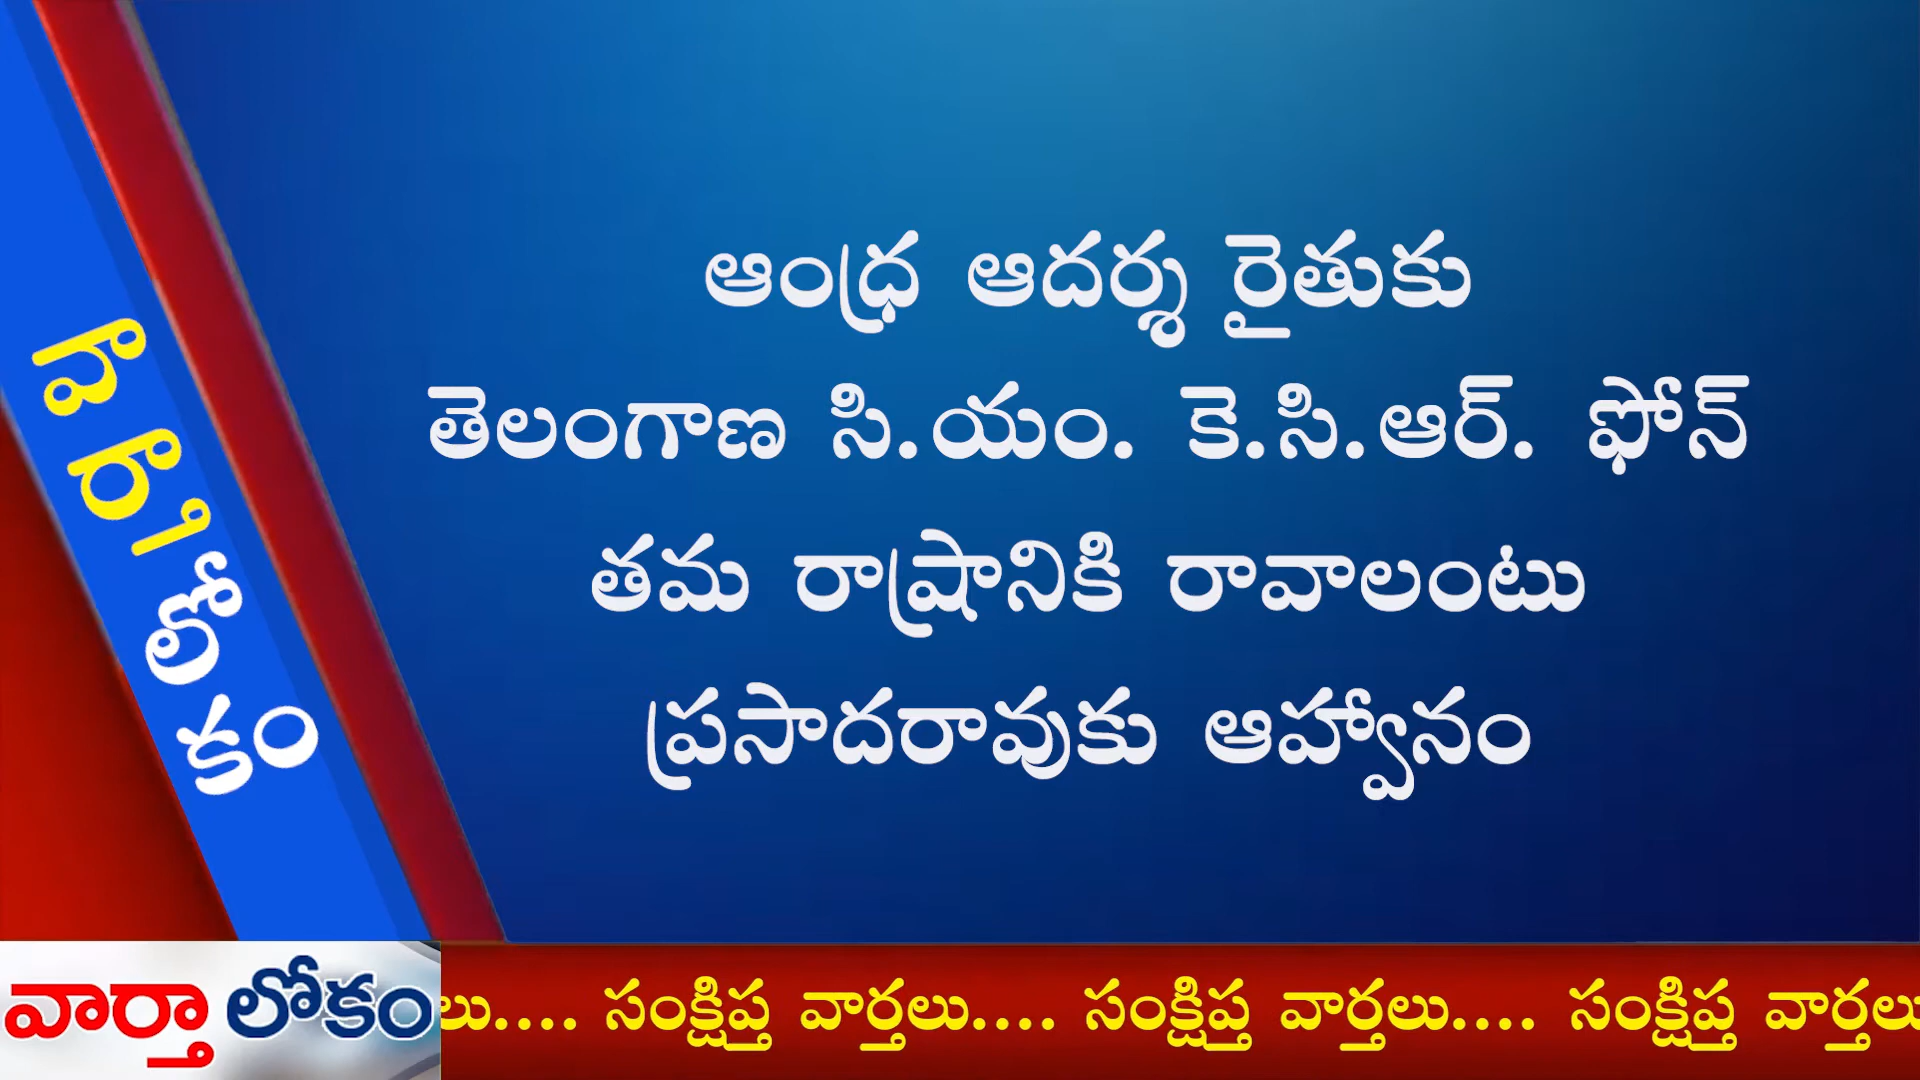 ఆంధ్ర ఆదర్శ రైతుకు
తెలంగాణ సి.యం. కె.సి.ఆర్. ఫోన్
తమ రాష్ట్రానికి రావాలంటు
ప్రసాదరావుకు ఆహ్వానం
వార్తాలోకం
వార్తా లోకం
లు.... సంక్షిప్త వార్తలు.... సంక్షిప్త వార్తలు.... సంక్షిప్త వార్తలు